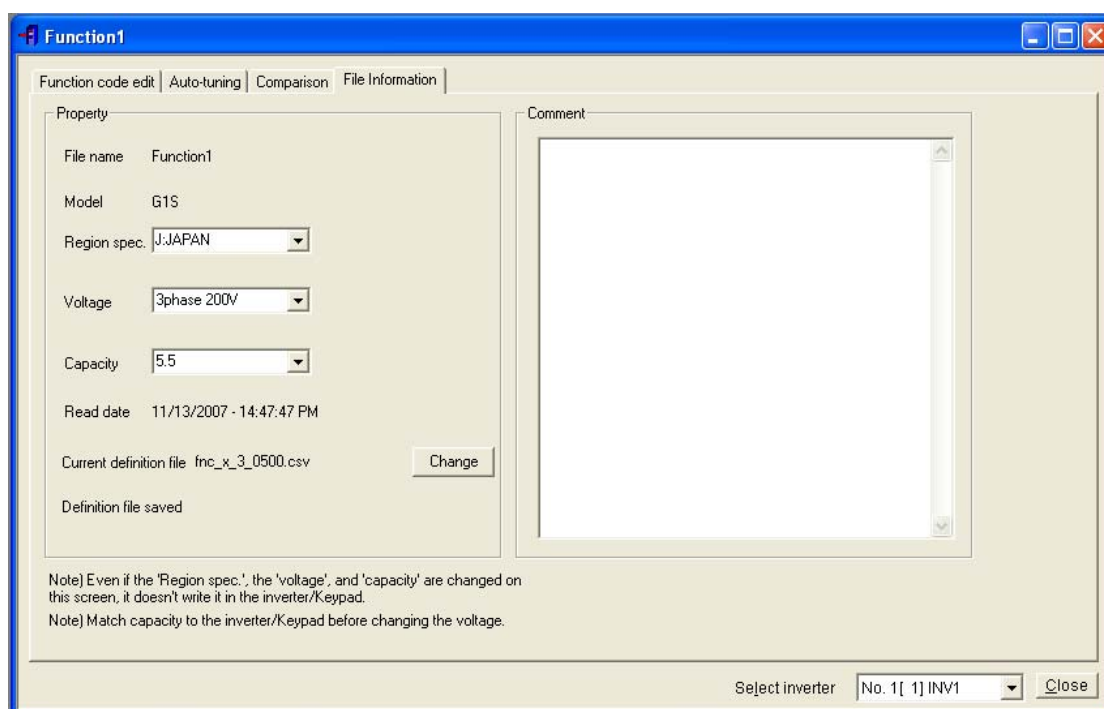 Function1
Function code edit Auto-tuning Comparison File Information
Property
File name Function1
Model G1S
Region spec. J:JAPAN
Voltage 3phase 200V
Capacity 5.5
Read date 11/13/2007 - 14:47:47 PM
Current definition file fnc_x_3_0500.csv Change
Definition file saved
Comment
Note) Even if the 'Region spec.', the 'voltage', and 'capacity' are changed on
this screen, it doesn't write it in the inverter/Keypad.
Note) Match capacity to the inverter/Keypad before changing the voltage.
Select inverter No. 1[ 1] INV1 Close